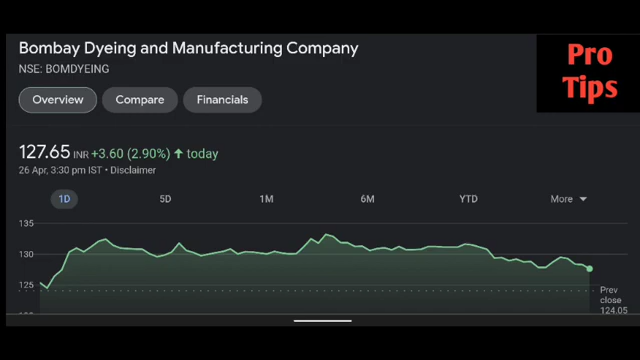 Bombay Dyeing and Manufacturing Company
NSE: BOMDYEING
Pro
Tips
Overview Compare Financials
127.65 INR +3.60 (2.90%) ↑ today
26 Apr, 3:30 pm IST • Disclaimer
1D 5D 1M 6M YTD More
135
130
125
Prev
close
124.05